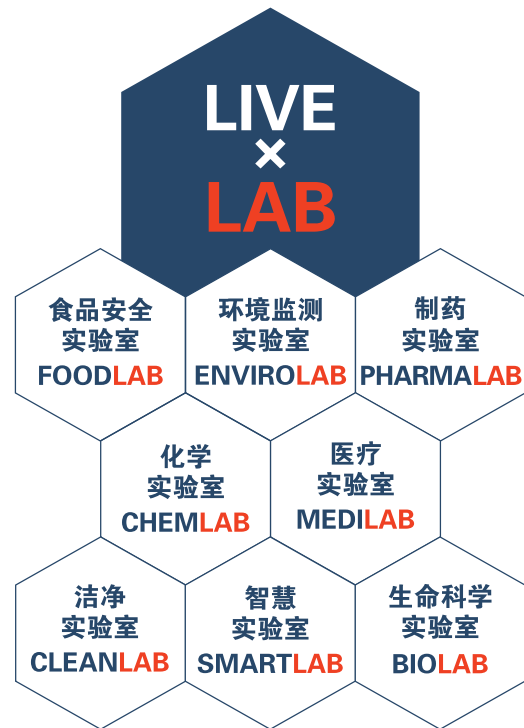 LIVE
×
LAB
食品安全
实验室
FOODLAB
环境监测
实验室
ENVIROLAB
制药
实验室
PHARMALAB
化学
实验室
CHEMLAB
医疗
实验室
MEDILAB
洁净
实验室
CLEANLAB
智慧
实验室
SMARTLAB
生命科学
实验室
BIOLAB